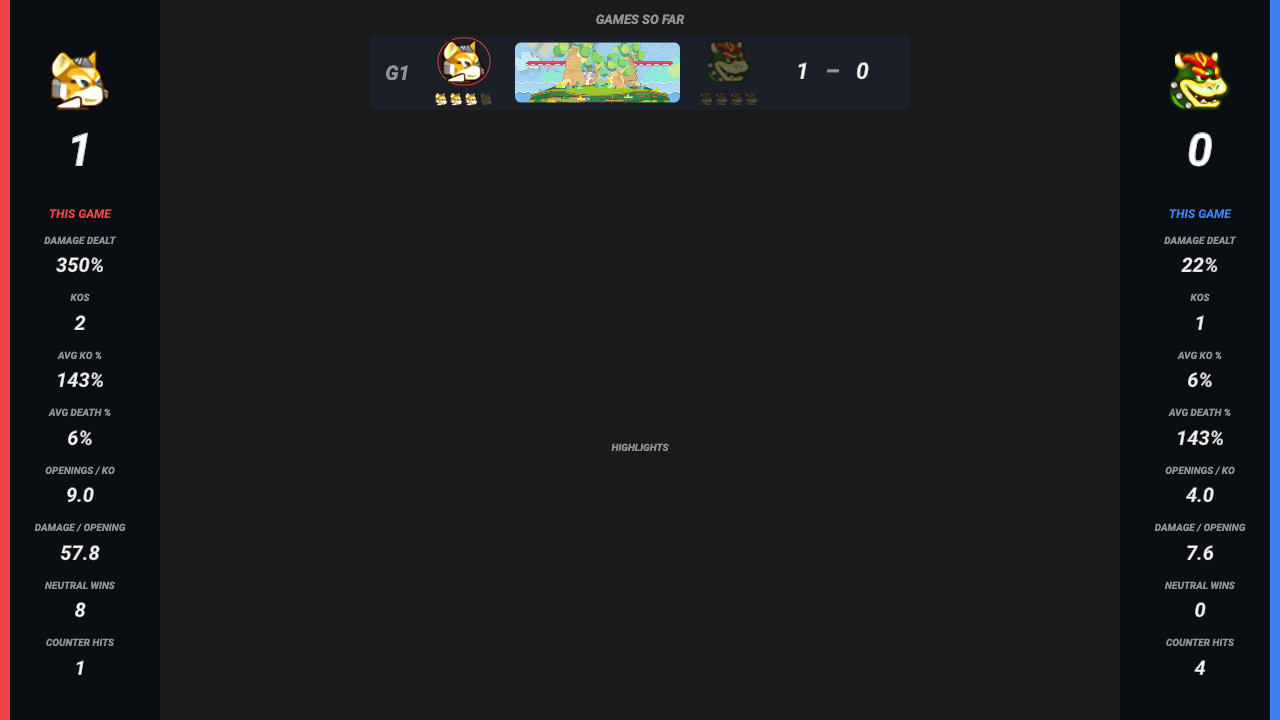 GAMES SO FAR
G1
1 – 0
1
THIS GAME
DAMAGE DEALT
350%
KOS
2
AVG KO %
143%
AVG DEATH %
6%
OPENINGS / KO
9.0
DAMAGE / OPENING
57.8
NEUTRAL WINS
8
COUNTER HITS
1
HIGHLIGHTS
0
THIS GAME
DAMAGE DEALT
22%
KOS
1
AVG KO %
6%
AVG DEATH %
143%
OPENINGS / KO
4.0
DAMAGE / OPENING
7.6
NEUTRAL WINS
0
COUNTER HITS
4